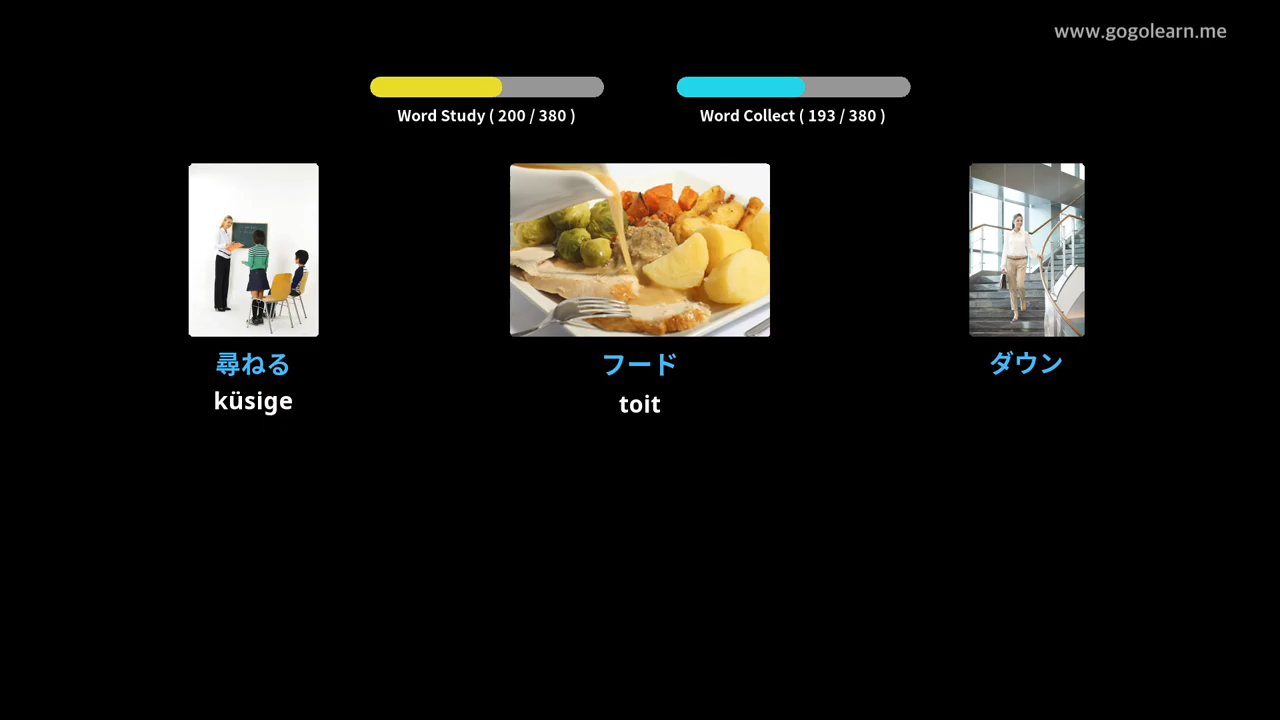 www.gogolearn.me
Word Study ( 200 / 380 )
Word Collect ( 193 / 380 )
尋ねる
küsige
フード
toit
ダウン